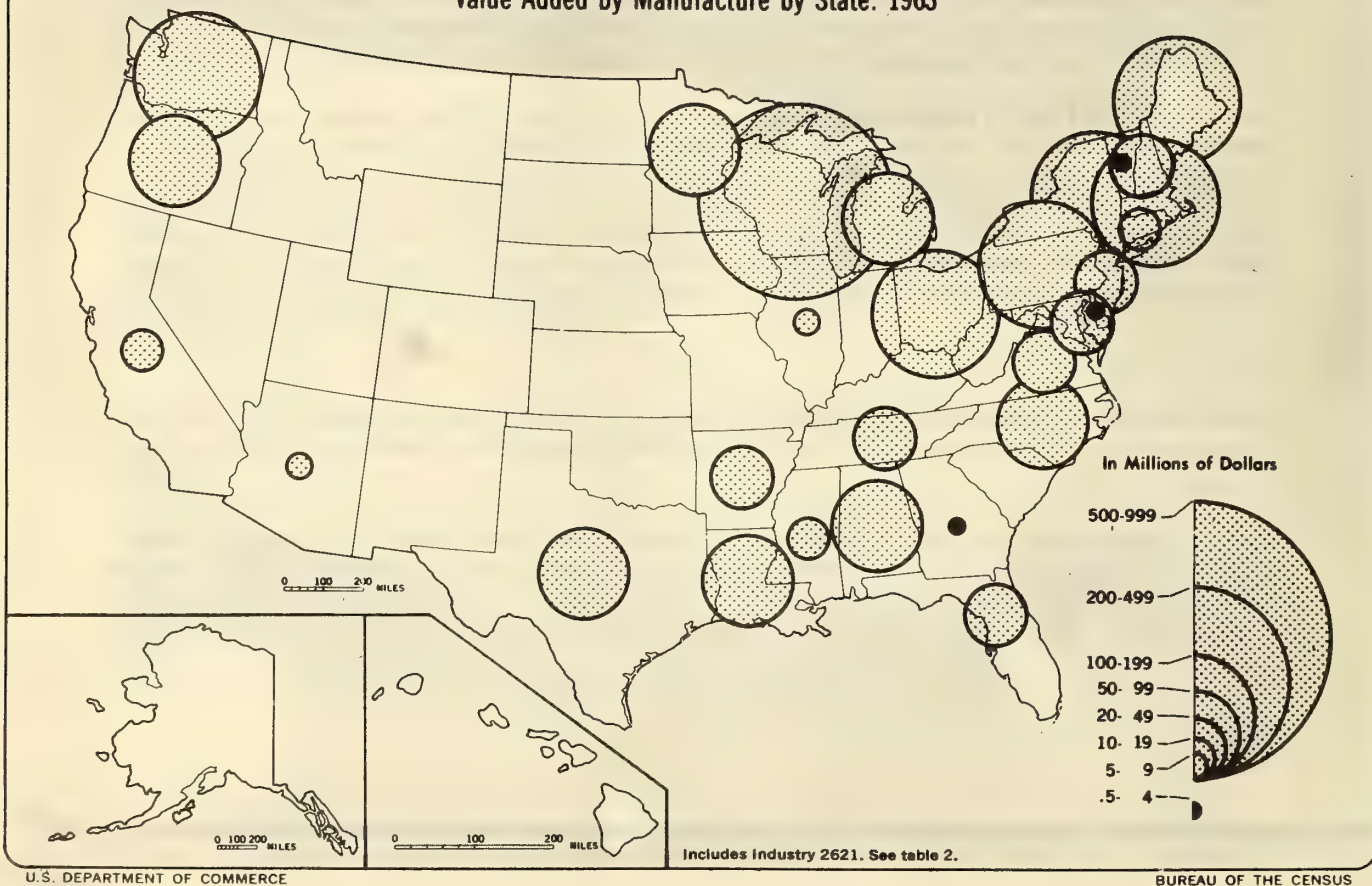 Value Added by Manufacture by State: 1963
In Millions of Dollars
500-999
200-499
100-199
50- 99
20- 49
10- 19
5- 9
.5- 4
0 100 200 MILES
0 100 200 MILES
0 100 200 MILES
Includes Industry 2621. See table 2.
U.S. DEPARTMENT OF COMMERCE
BUREAU OF THE CENSUS